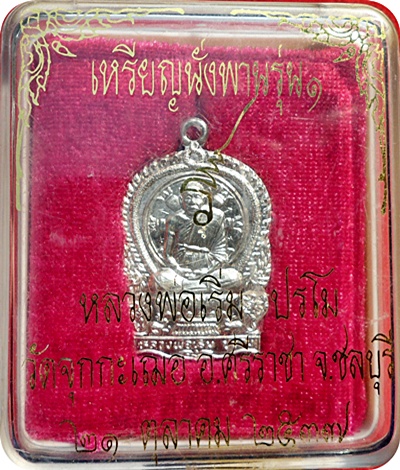 เหรียญนั่งพานรุ่น๑
หลวงพ่อเริ่ม ปรโม
วัดจุกกะเฌอ อ.ศรีราชา จ.ชลบุรี
๒๑ ตุลาคม ๒๕๓๗